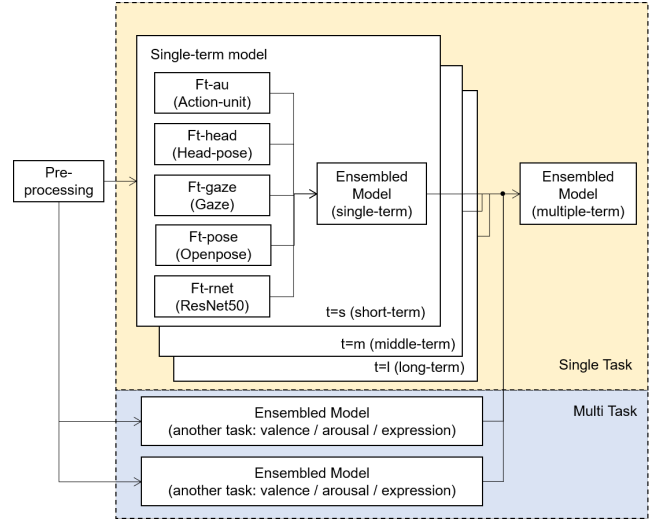 Single-term model
Ft-au
(Action-unit)
Ft-head
(Head-pose)
Pre-
processing
Ft-gaze
(Gaze)
Ensembled
Model
(single-term)
Ensembled
Model
(multiple-term)
Ft-pose
(Openpose)
Ft-rnet
(ResNet50)
t=s (short-term)
t=m (middle-term)
t=l (long-term)
Single Task
Multi Task
Ensembled Model
(another task: valence / arousal / expression)
Ensembled Model
(another task: valence / arousal / expression)